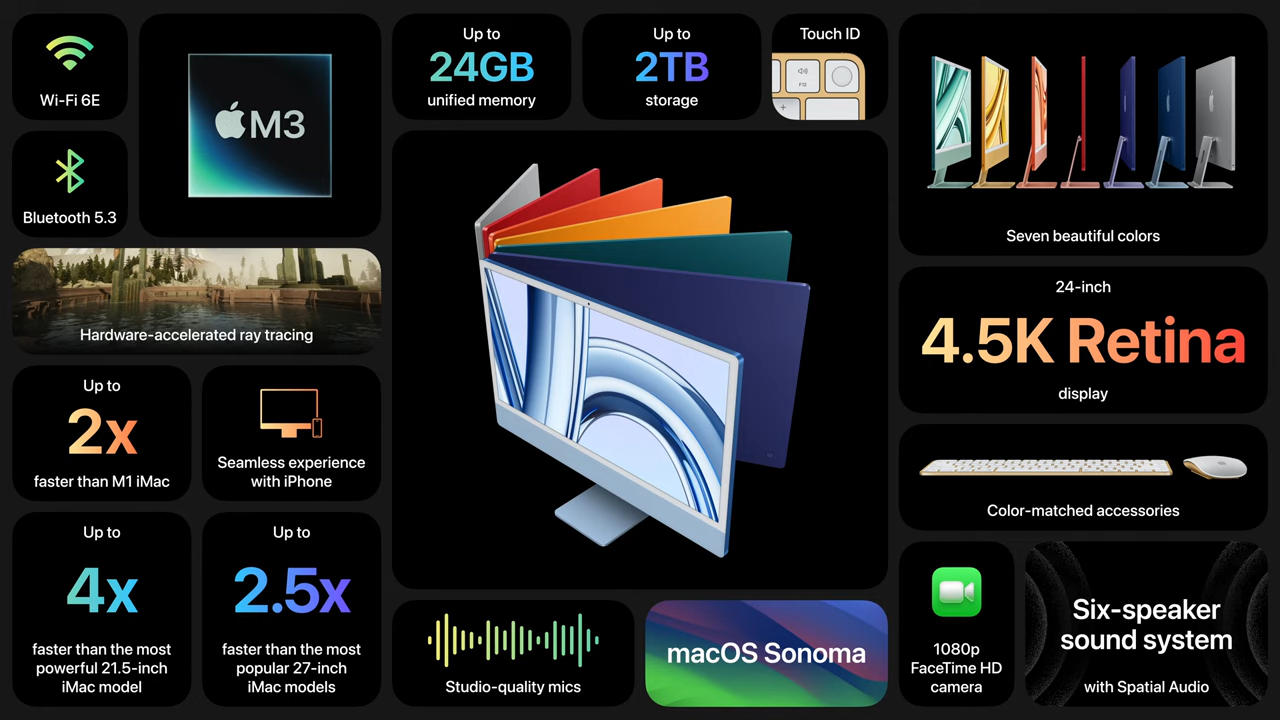 Wi-Fi 6E
M3
Up to
24GB
unified memory
Up to
2TB
storage
Touch ID
F12
Bluetooth 5.3
Seven beautiful colors
Hardware-accelerated ray tracing
24-inch
4.5K Retina
display
Up to
2x
faster than M1 iMac
Seamless experience
with iPhone
Color-matched accessories
Up to
4x
faster than the most
powerful 21.5-inch
iMac model
Up to
2.5x
faster than the most
popular 27-inch
iMac models
Studio-quality mics
macOS Sonoma
1080p
FaceTime HD
camera
Six-speaker
sound system
with Spatial Audio